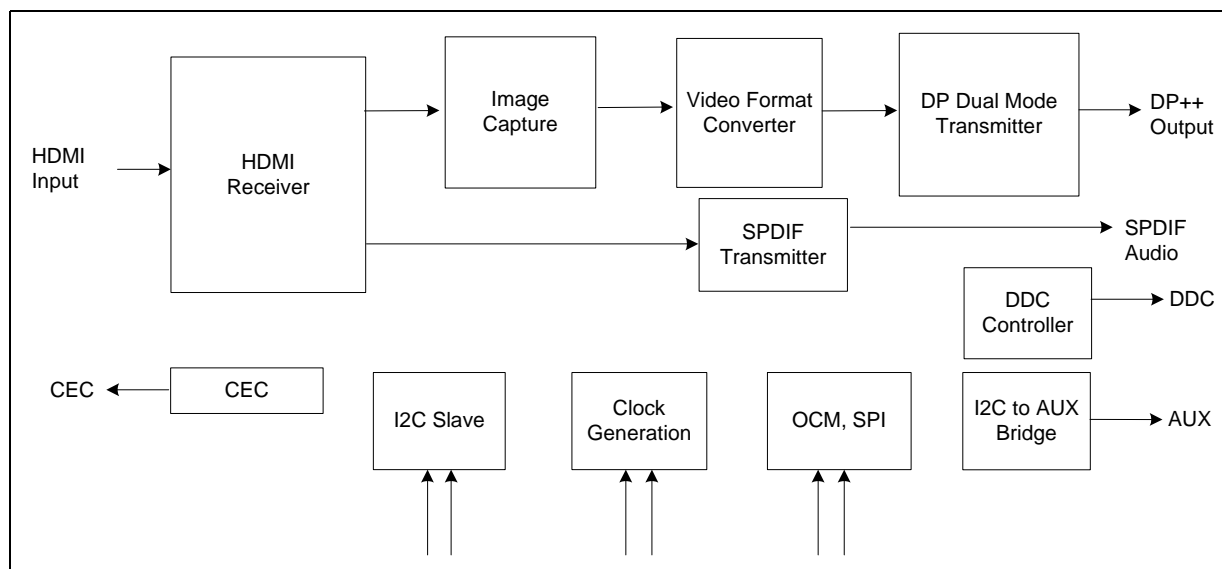 HDMI
Input
HDMI
Receiver
Image
Capture
Video Format
Converter
DP Dual Mode
Transmitter
DP++
Output
SPDIF
Transmitter
SPDIF
Audio
DDC
Controller
DDC
CEC
CEC
I2C Slave
Clock
Generation
OCM, SPI
I2C to AUX
Bridge
AUX